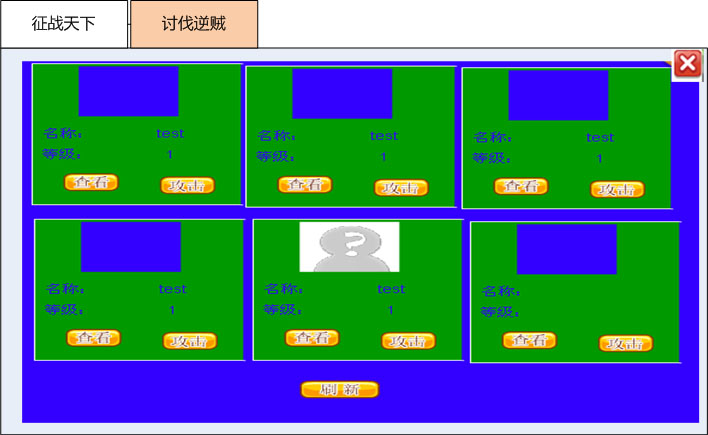 征战天下 讨伐逆贼
名称： test 名称： test 名称： test
等级： 1 等级： 1 等级： 1
查看 攻击 查看 攻击 查看 攻击
名称： test 名称： test 名称：
等级： 1 等级： 1 等级：
查看 攻击 查看 攻击 查看 攻击
刷新